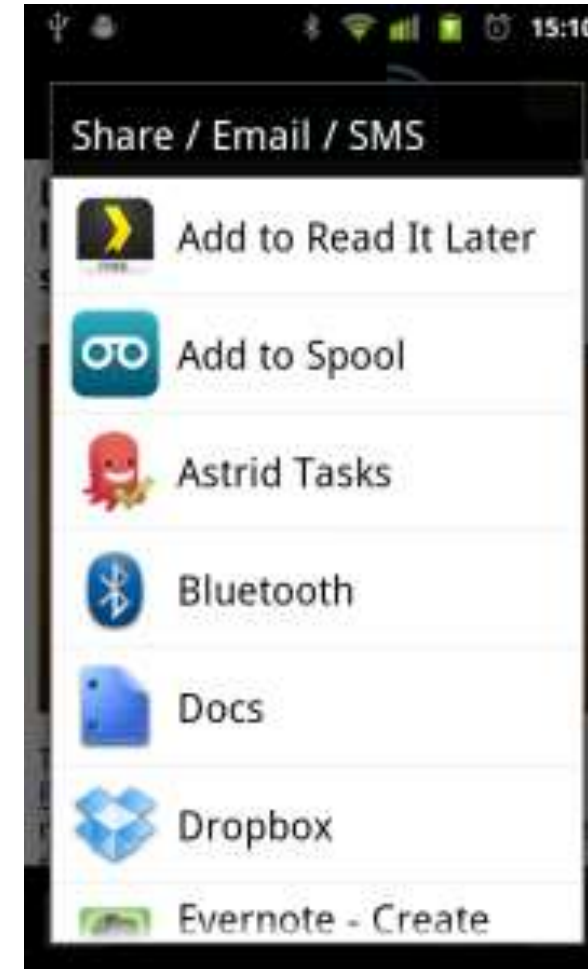 15:10
Share / Email / SMS
Add to Read It Later
Add to Spool
Astrid Tasks
Bluetooth
Docs
Dropbox
Evernote - Create